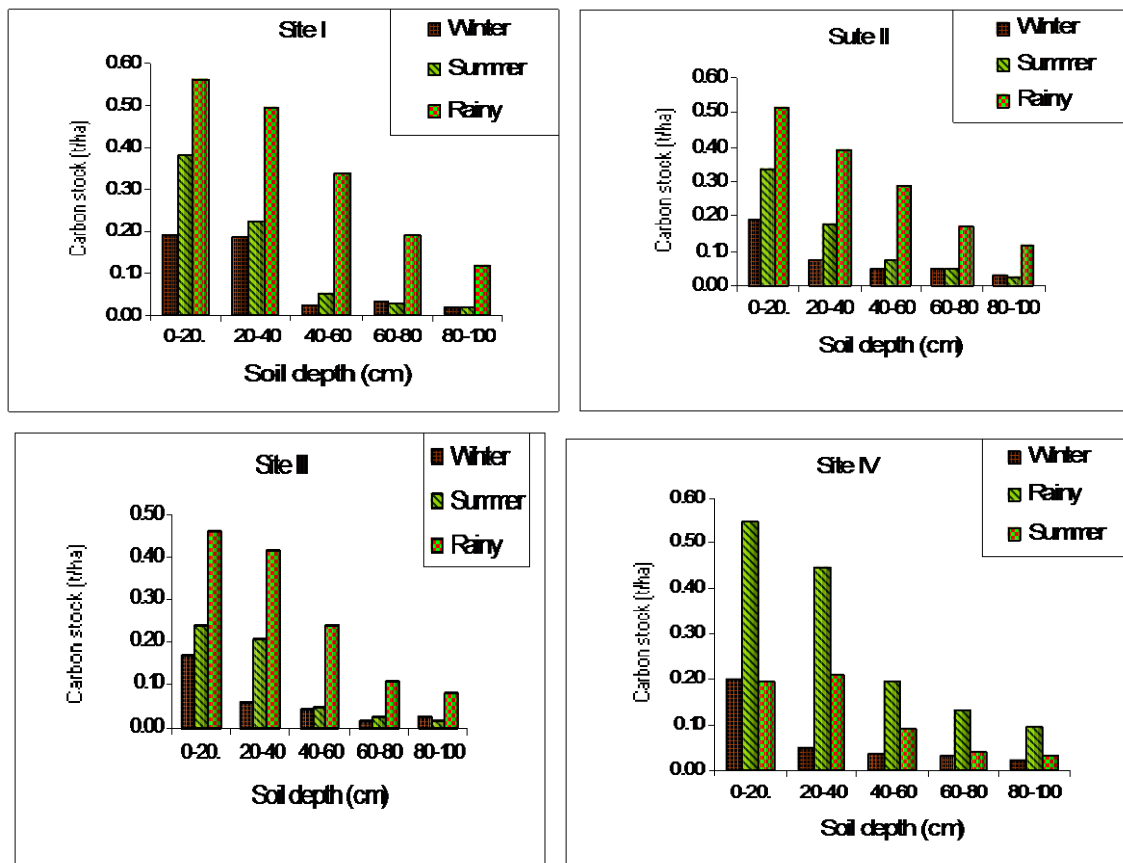 Site I
Winter
Summer
Rainy
Carbon stock (t/ha)
0.60
0.50
0.40
0.30
0.20
0.10
0.00
0-20. 20-40 40-60 60-80 80-100
Soil depth (cm)
Sute II
Winter
Summer
Rainy
Carbon stock (t/ha)
0.60
0.50
0.40
0.30
0.20
0.10
0.00
0-20. 20-40 40-60 60-80 80-100
Soil depth (cm)
Site III
Winter
Summer
Rainy
Carbon stock (t/ha)
0.50
0.40
0.30
0.20
0.10
0.00
0-20. 20-40 40-60 60-80 80-100
Soil depth (cm)
Site IV
Winter
Rainy
Summer
Carbon stock (t/ha)
0.60
0.50
0.40
0.30
0.20
0.10
0.00
0-20. 20-40 40-60 60-80 80-100
Soil depth (cm)